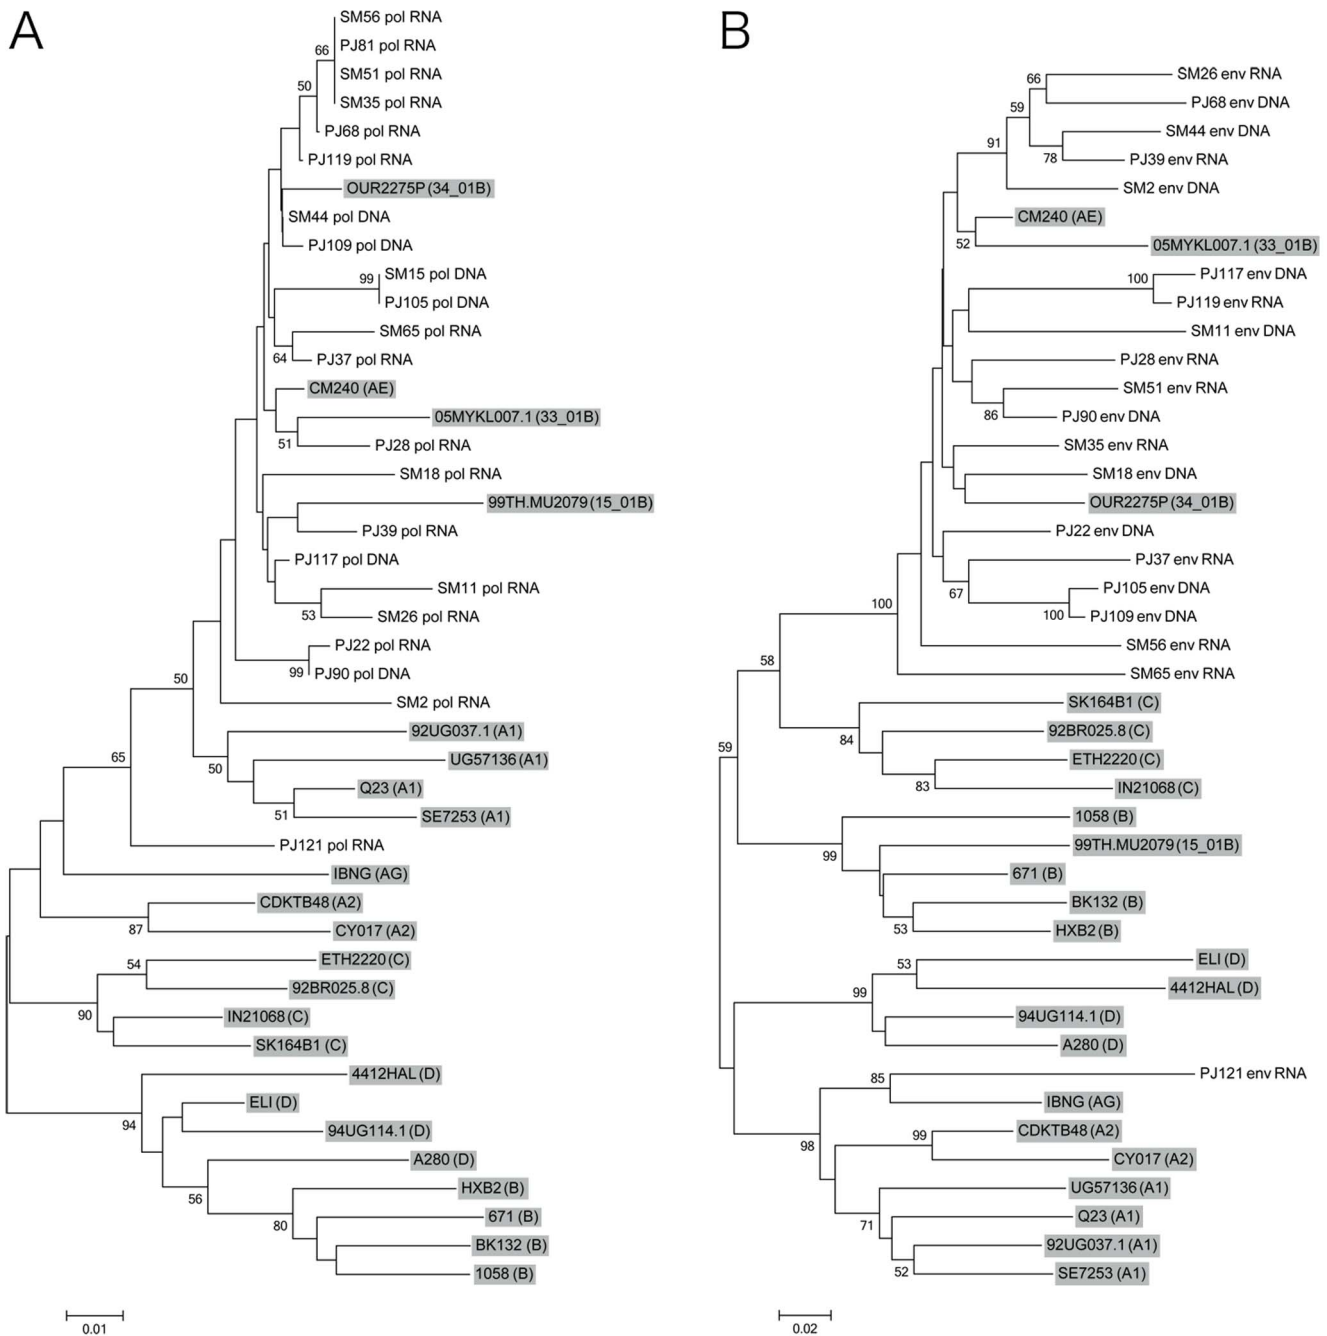 A
SM56 pol RNA
66
PJ81 pol RNA
SM51 pol RNA
50
SM35 pol RNA
PJ68 pol RNA
PJ119 pol RNA
OUR2275P (34_01B)
SM44 pol DNA
PJ109 pol DNA
99
SM15 pol DNA
PJ105 pol DNA
SM65 pol RNA
64
PJ37 pol RNA
CM240 (AE)
05MYKL007.1 (33_01B)
51
PJ28 pol RNA
SM18 pol RNA
99TH.MU2079 (15_01B)
PJ39 pol RNA
PJ117 pol DNA
SM11 pol RNA
53
SM26 pol RNA
PJ22 pol RNA
99
PJ90 pol DNA
50
SM2 pol RNA
92UG037.1 (A1)
65
UG57136 (A1)
50
Q23 (A1)
51
SE7253 (A1)
PJ121 pol RNA
IBNG (AG)
CDKTB48 (A2)
87
CY017 (A2)
54
ETH2220 (C)
92BR025.8 (C)
90
IN21068 (C)
SK164B1 (C)
4412HAL (D)
ELI (D)
94
94UG114.1 (D)
A280 (D)
56
HXB2 (B)
80
671 (B)
BK132 (B)
1058 (B)
0.01
B
66
SM26 env RNA
59
PJ68 env DNA
91
SM44 env DNA
78
PJ39 env RNA
SM2 env DNA
CM240 (AE)
52
05MYKL007.1 (33_01B)
100
PJ117 env DNA
PJ119 env RNA
SM11 env DNA
PJ28 env RNA
SM51 env RNA
86
PJ90 env DNA
SM35 env RNA
SM18 env DNA
OUR2275P (34_01B)
PJ22 env DNA
PJ37 env RNA
67
PJ105 env DNA
100
PJ109 env DNA
100
SM56 env RNA
58
SM65 env RNA
SK164B1 (C)
84
92BR025.8 (C)
59
ETH2220 (C)
83
IN21068 (C)
1058 (B)
99
99TH.MU2079 (15_01B)
671 (B)
BK132 (B)
53
HXB2 (B)
53
ELI (D)
99
4412HAL (D)
94UG114.1 (D)
A280 (D)
85
PJ121 env RNA
IBNG (AG)
99
CDKTB48 (A2)
98
CY017 (A2)
UG57136 (A1)
71
Q23 (A1)
92UG037.1 (A1)
52
SE7253 (A1)
0.02